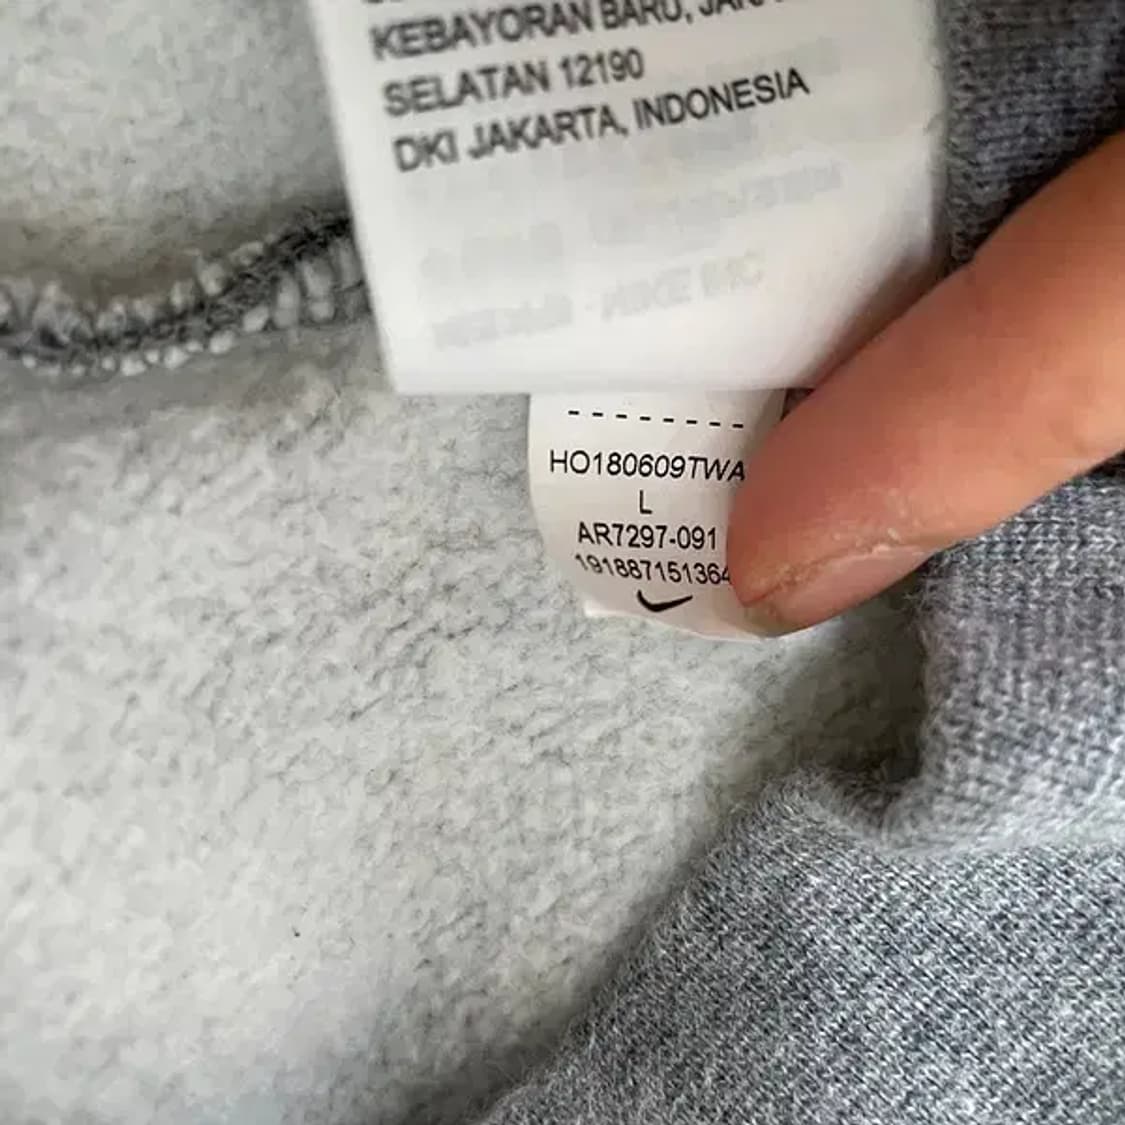 KEBAYORAN BARU,
SELATAN 12190
DKI JAKARTA, INDONESIA
- - - - - - - -
HO180609TWA
L
AR7297-091
191887151364